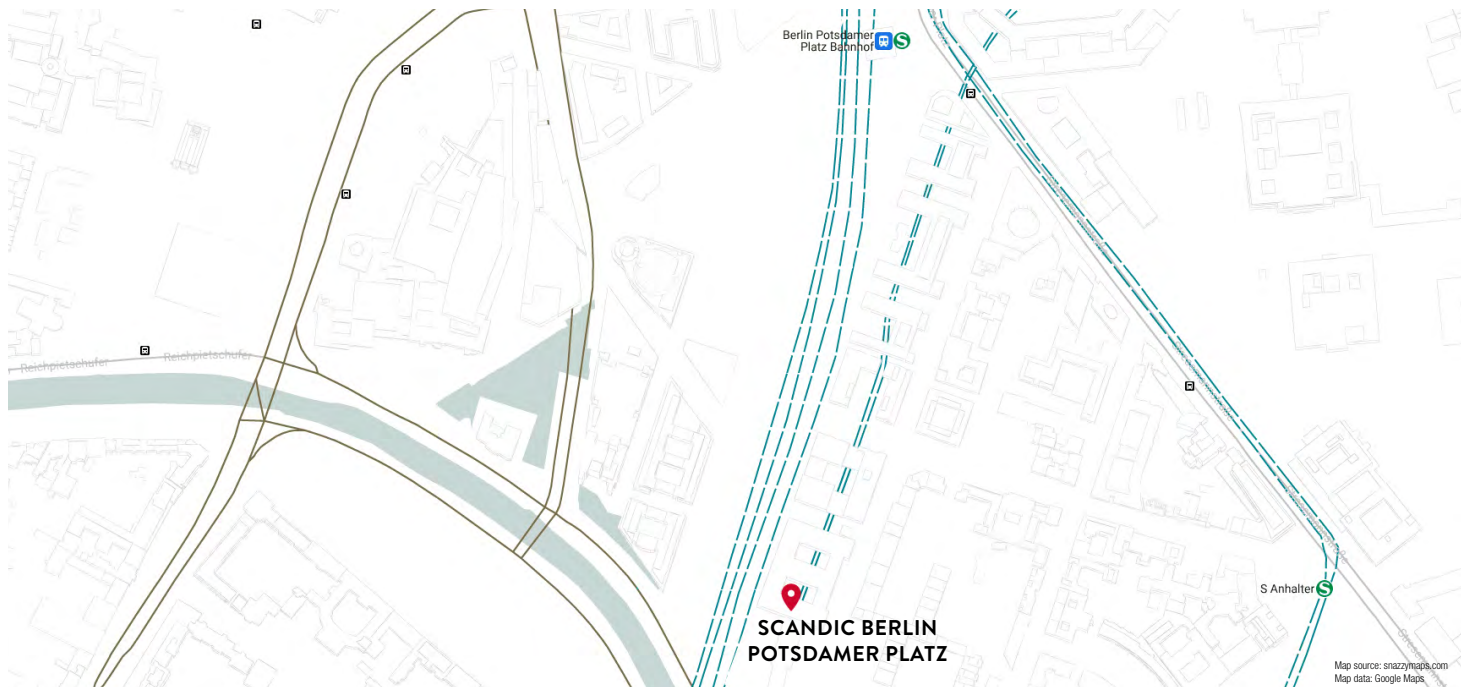 Berlin Potsdamer
Platz Bahnhof
Reichpietschufer
Reichpietschufer
S Anhalter
SCANDIC BERLIN
POTSDAMER PLATZ
Map source: snazzymaps.com
Map data: Google Maps